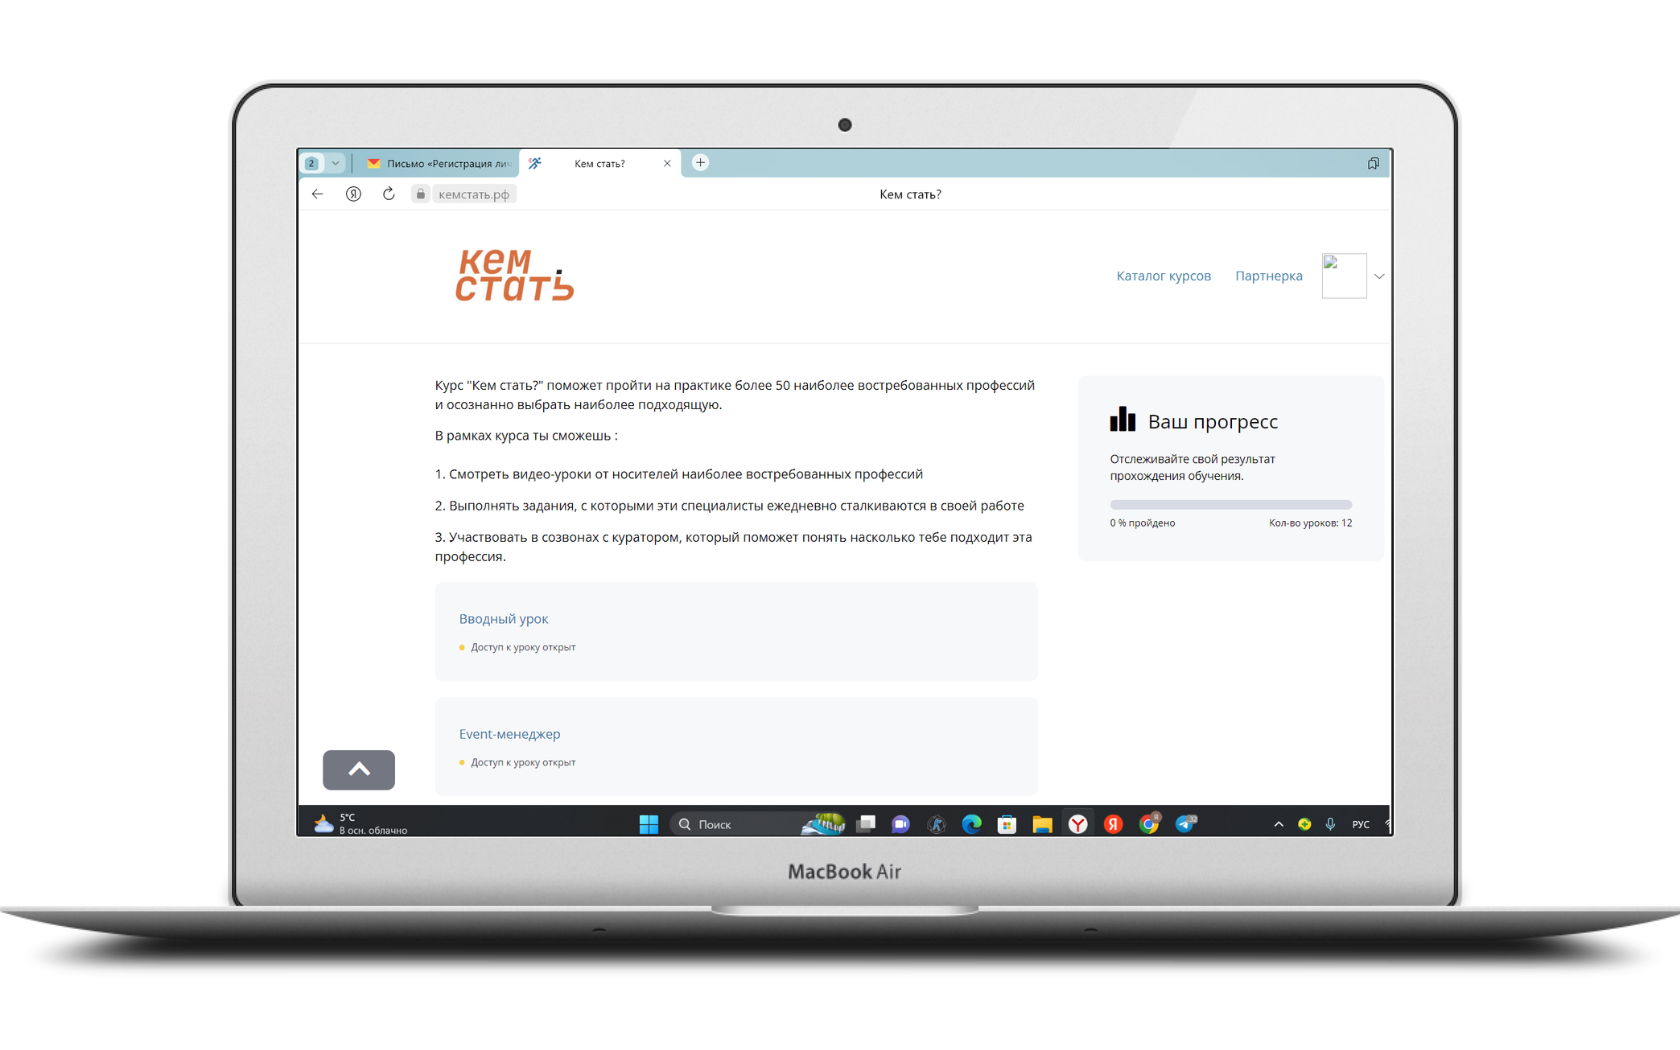 2
Письмо «Регистрация лич
Кем стать?
кемстать.рф
Кем стать?
кем
стать
Каталог курсов
Партнерка
Курс "Кем стать?" поможет пройти на практике более 50 наиболее востребованных профессий
и осознанно выбрать наиболее подходящую.
В рамках курса ты сможешь :
1. Смотреть видео-уроки от носителей наиболее востребованных профессий
2. Выполнять задания, с которыми эти специалисты ежедневно сталкиваются в своей работе
3. Участвовать в созвонах с куратором, который поможет понять насколько тебе подходит эта
профессия.
Ваш прогресс
Отслеживайте свой результат
прохождения обучения.
0 % пройдено
Кол-во уроков: 12
Вводный урок
Доступ к уроку открыт
Event-менеджер
Доступ к уроку открыт
5°C
В осн. облачно
Поиск
РУС
MacBook Air